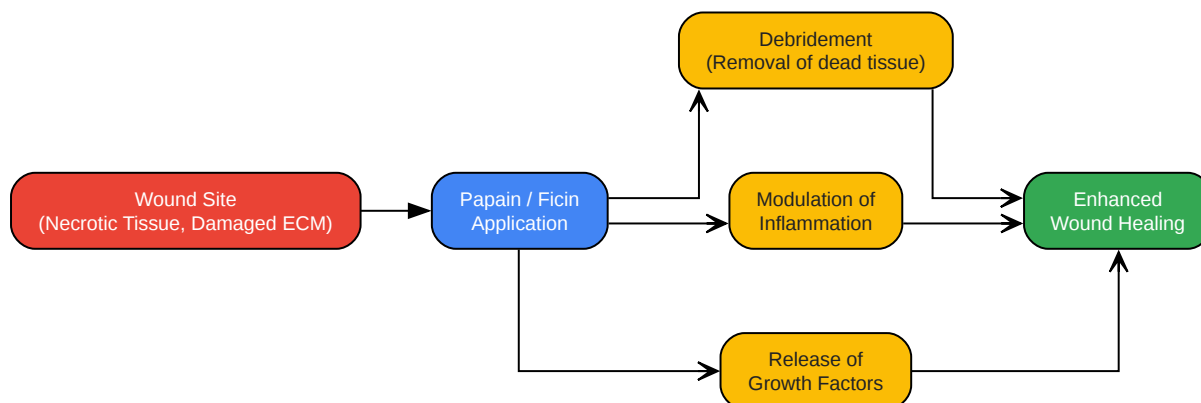 Debridement
(Removal of dead tissue)
Wound Site
(Necrotic Tissue, Damaged ECM)
Papain / Ficin
Application
Modulation of
Inflammation
Enhanced
Wound Healing
Release of
Growth Factors